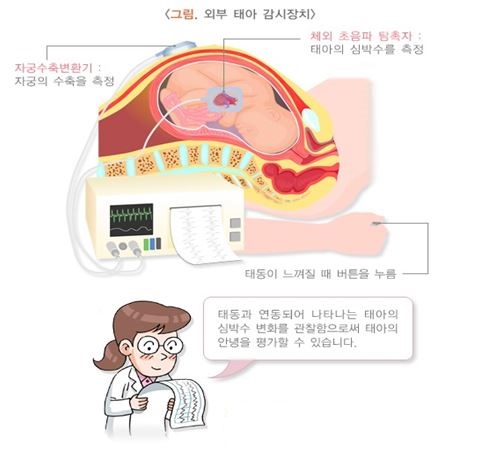 <그림. 외부 태아 감시장치>
체외 초음파 탐촉자 :
태아의 심박수를 측정
자궁수축변환기 :
자궁의 수축을 측정
태동이 느껴질 때 버튼을 누름
태동과 연동되어 나타나는 태아의
심박수 변화를 관찰함으로써 태아의
안녕을 평가할 수 있습니다.